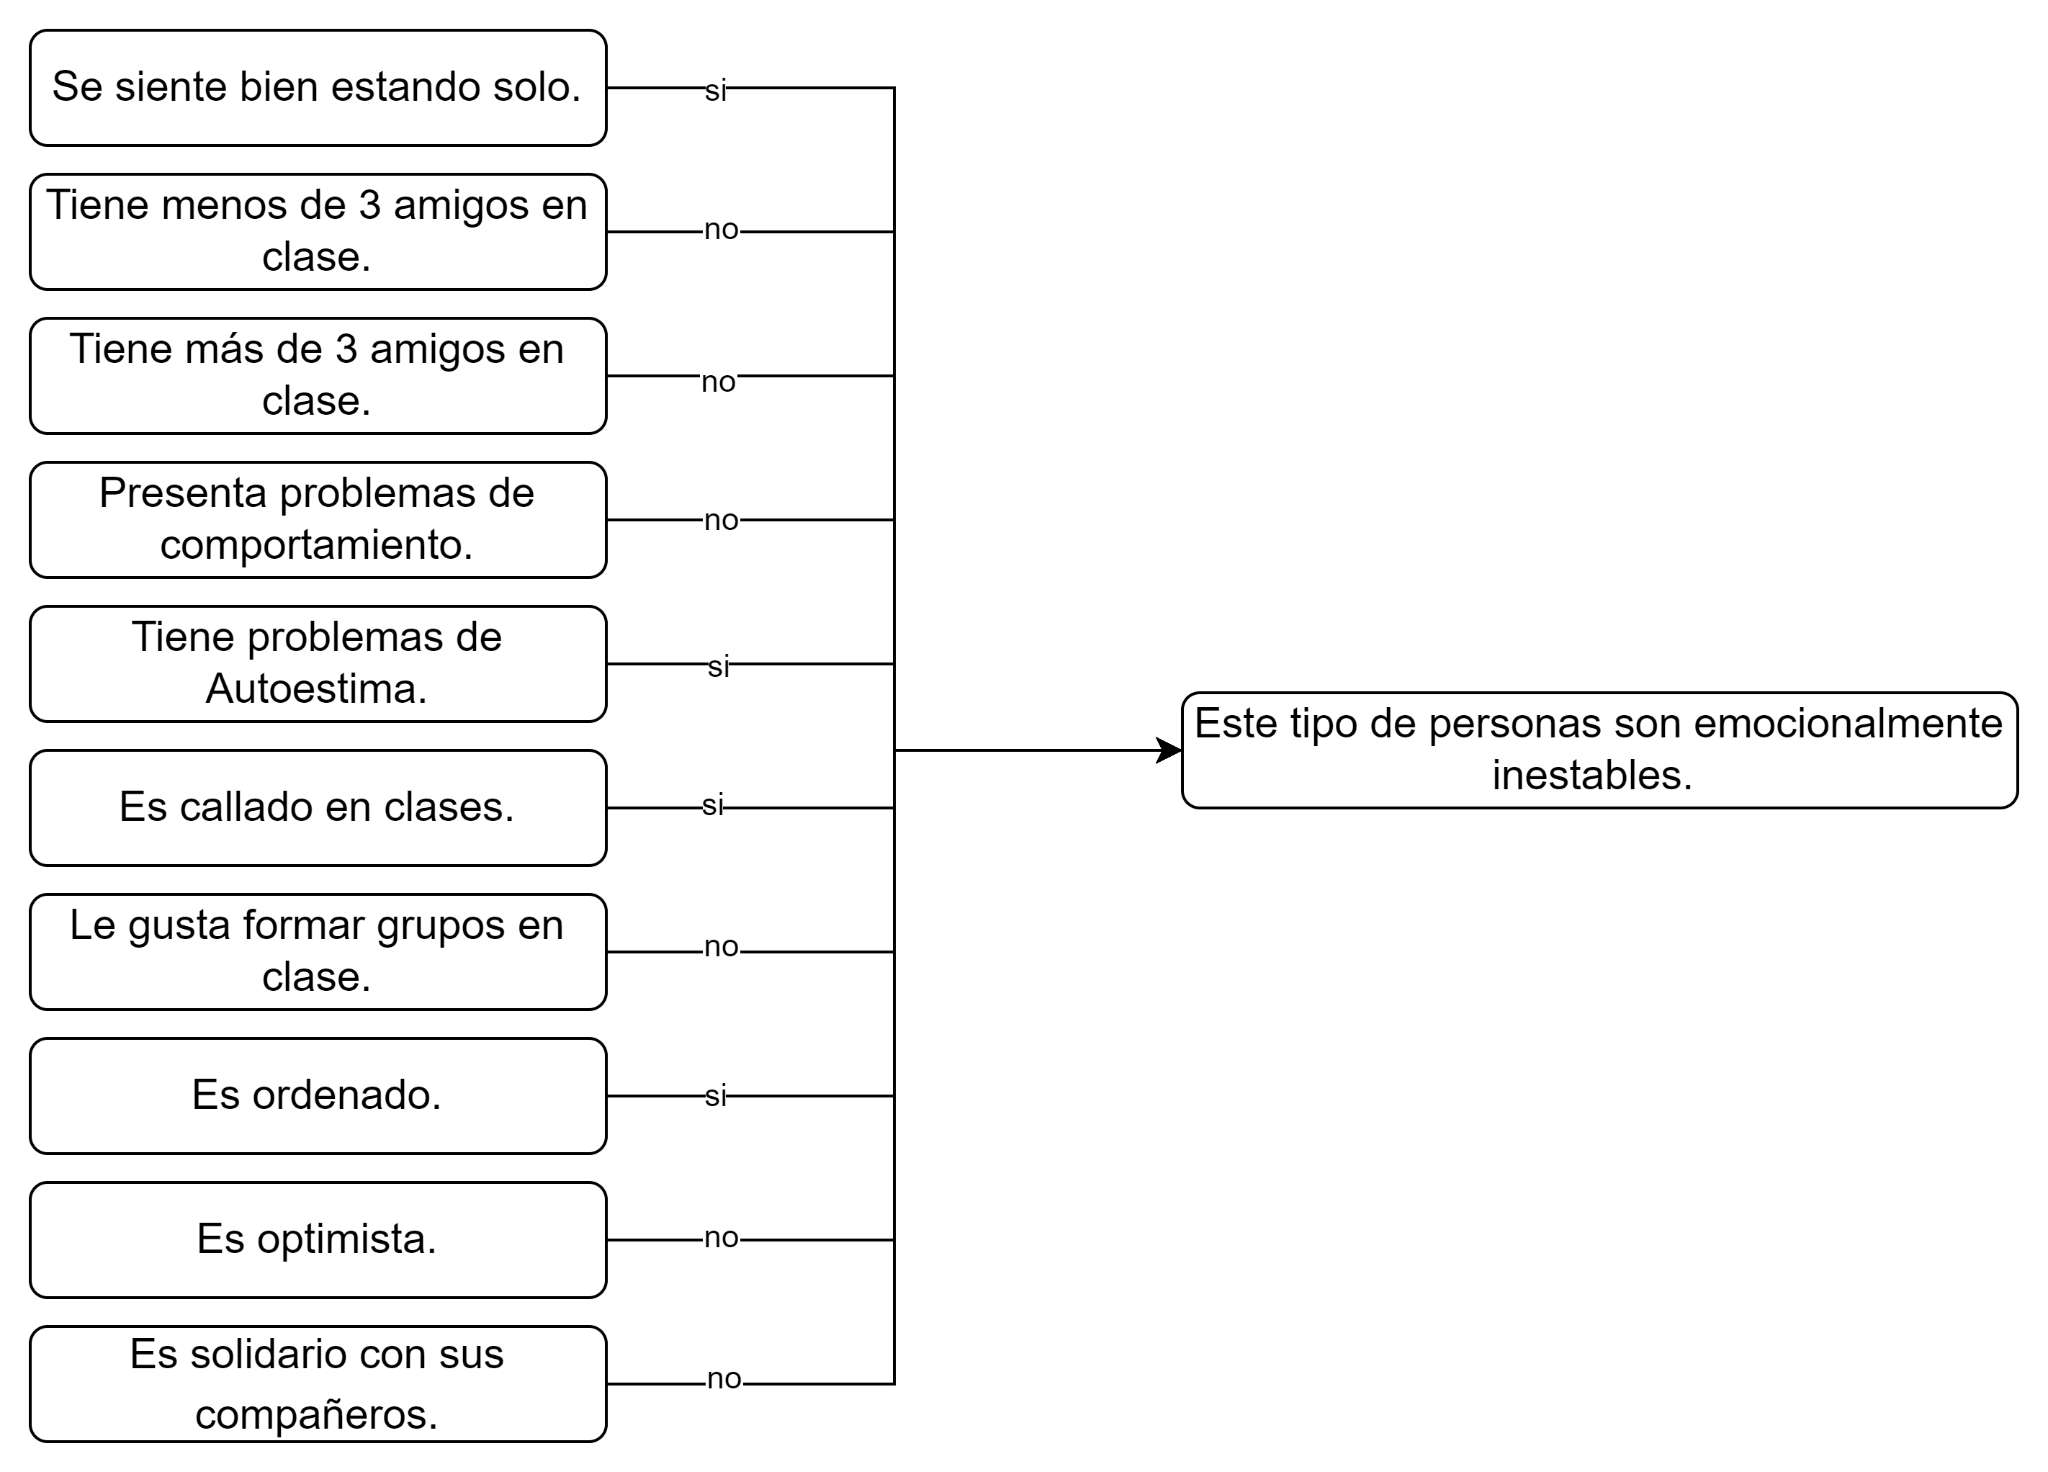 Se siente bien estando solo.
si
Tiene menos de 3 amigos en
clase.
no
Tiene más de 3 amigos en
clase.
no
Presenta problemas de
comportamiento.
no
Tiene problemas de
Autoestima.
si
Es callado en clases.
si
Le gusta formar grupos en
clase.
no
Es ordenado.
si
Es optimista.
no
Es solidario con sus
compañeros.
no
Este tipo de personas son emocionalmente
inestables.